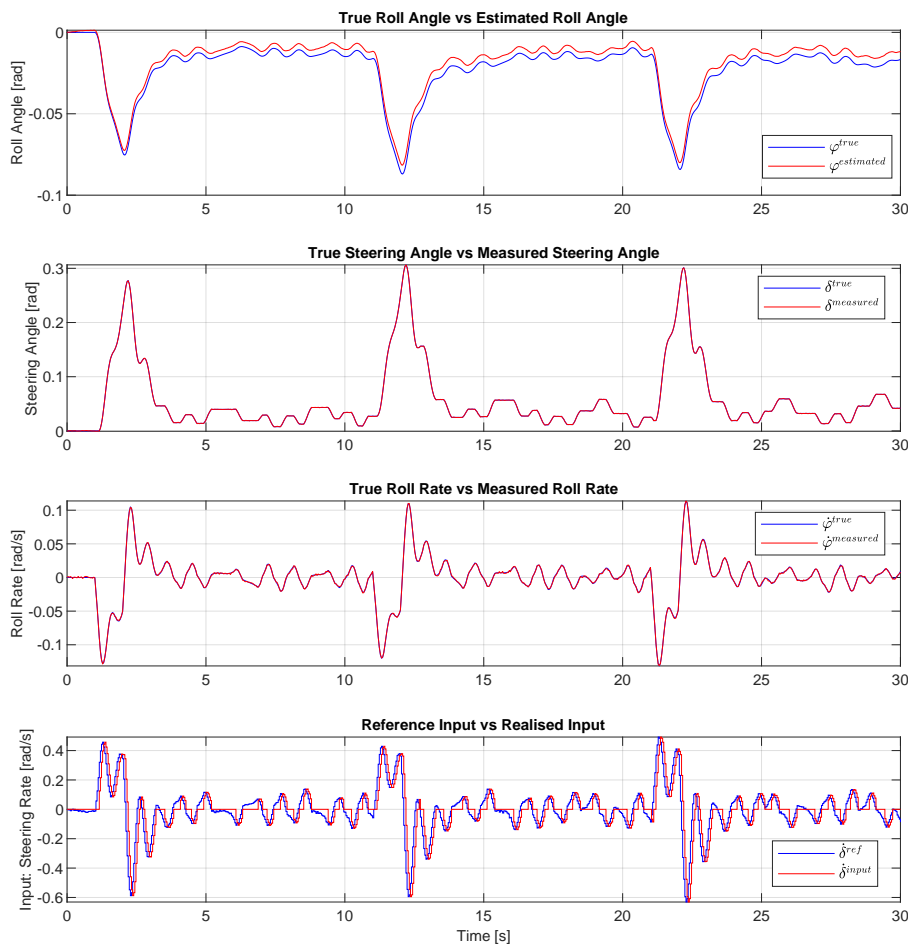 True Roll Angle vs Estimated Roll Angle
Roll Angle [rad]
0
-0.05
-0.1
φ^true
φ^estimated
0 5 10 15 20 25 30
True Steering Angle vs Measured Steering Angle
Steering Angle [rad]
0.3
0.2
0.1
0
δ^true
δ^measured
0 5 10 15 20 25 30
True Roll Rate vs Measured Roll Rate
Roll Rate [rad/s]
0.1
0.05
0
-0.05
-0.1
φ̇^true
φ̇^measured
0 5 10 15 20 25 30
Reference Input vs Realised Input
Input: Steering Rate [rad/s]
0.4
0.2
0
-0.2
-0.4
-0.6
δ̇^ref
δ̇^input
0 5 10 15 20 25 30
Time [s]